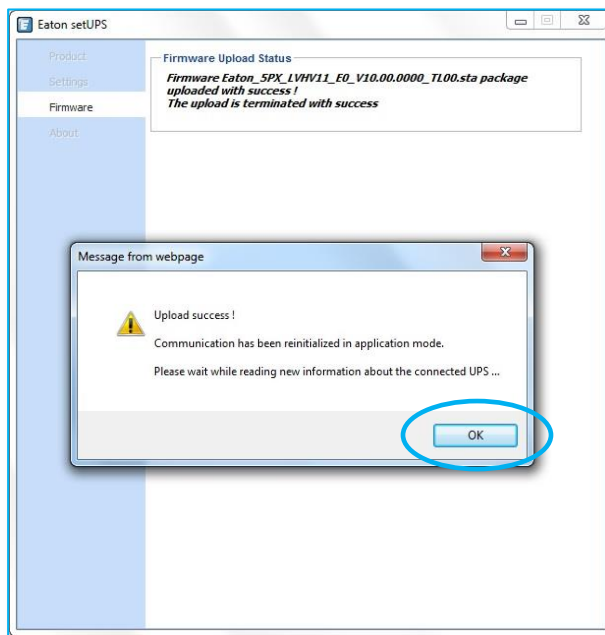 Eaton setUPS
Product
Settings
Firmware
About
Firmware Upload Status
Firmware Eaton_5PX_LVHV11_E0_V10.00.0000_TL00.sta package
uploaded with success !
The upload is terminated with success
Message from webpage
Upload success !
Communication has been reinitialized in application mode.
Please wait while reading new information about the connected UPS ...
OK